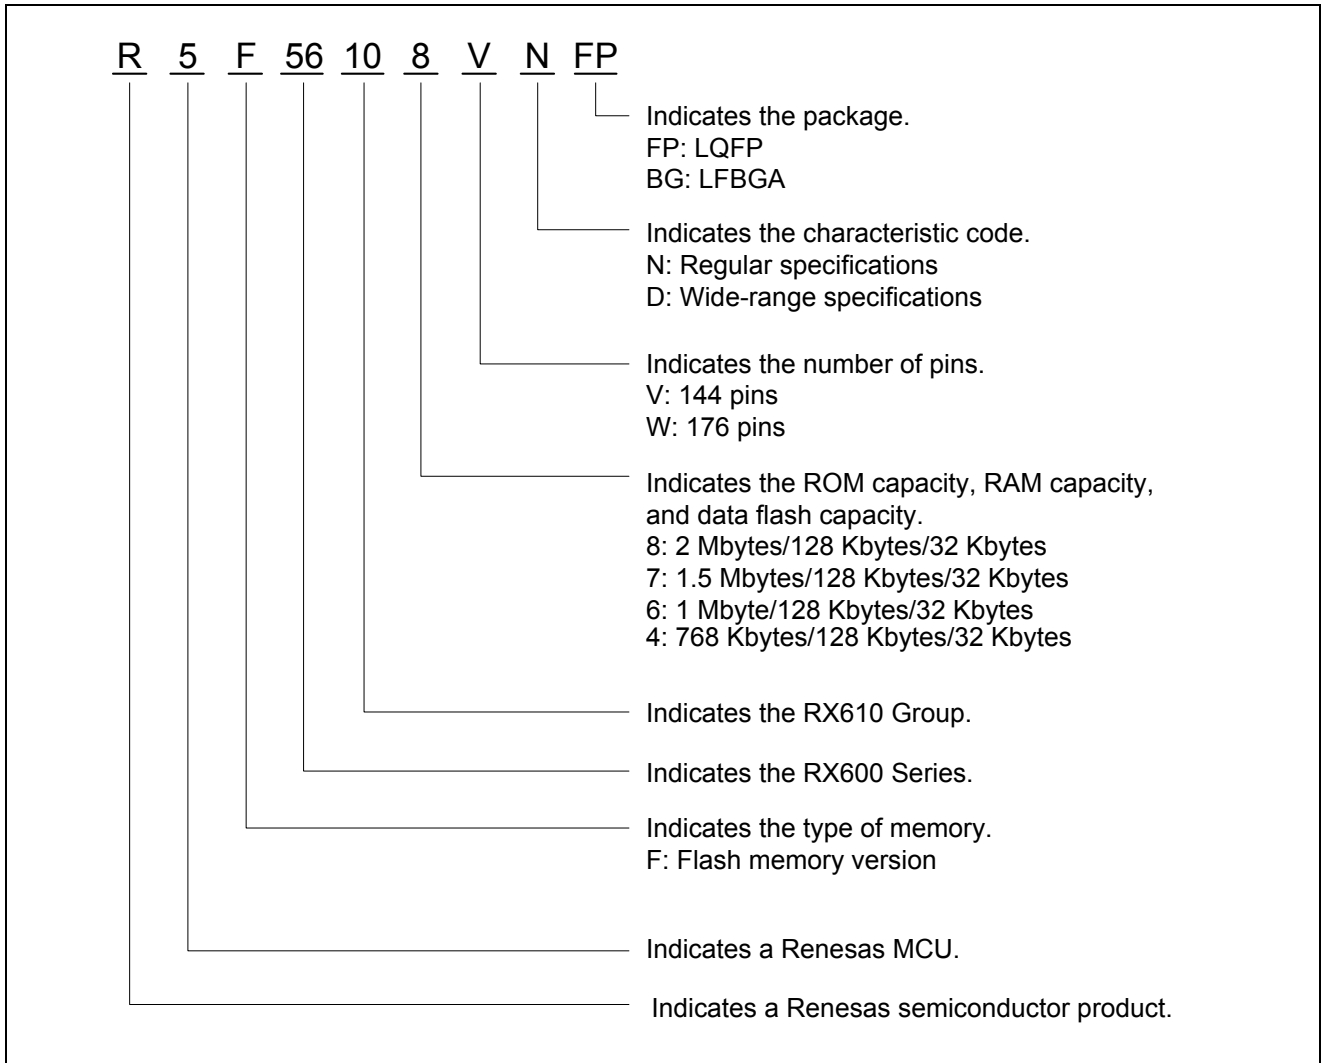 R 5 F 56 10 8 V N FP
Indicates the package.
FP: LQFP
BG: LFBGA
Indicates the characteristic code.
N: Regular specifications
D: Wide-range specifications
Indicates the number of pins.
V: 144 pins
W: 176 pins
Indicates the ROM capacity, RAM capacity,
and data flash capacity.
8: 2 Mbytes/128 Kbytes/32 Kbytes
7: 1.5 Mbytes/128 Kbytes/32 Kbytes
6: 1 Mbyte/128 Kbytes/32 Kbytes
4: 768 Kbytes/128 Kbytes/32 Kbytes
Indicates the RX610 Group.
Indicates the RX600 Series.
Indicates the type of memory.
F: Flash memory version
Indicates a Renesas MCU.
Indicates a Renesas semiconductor product.